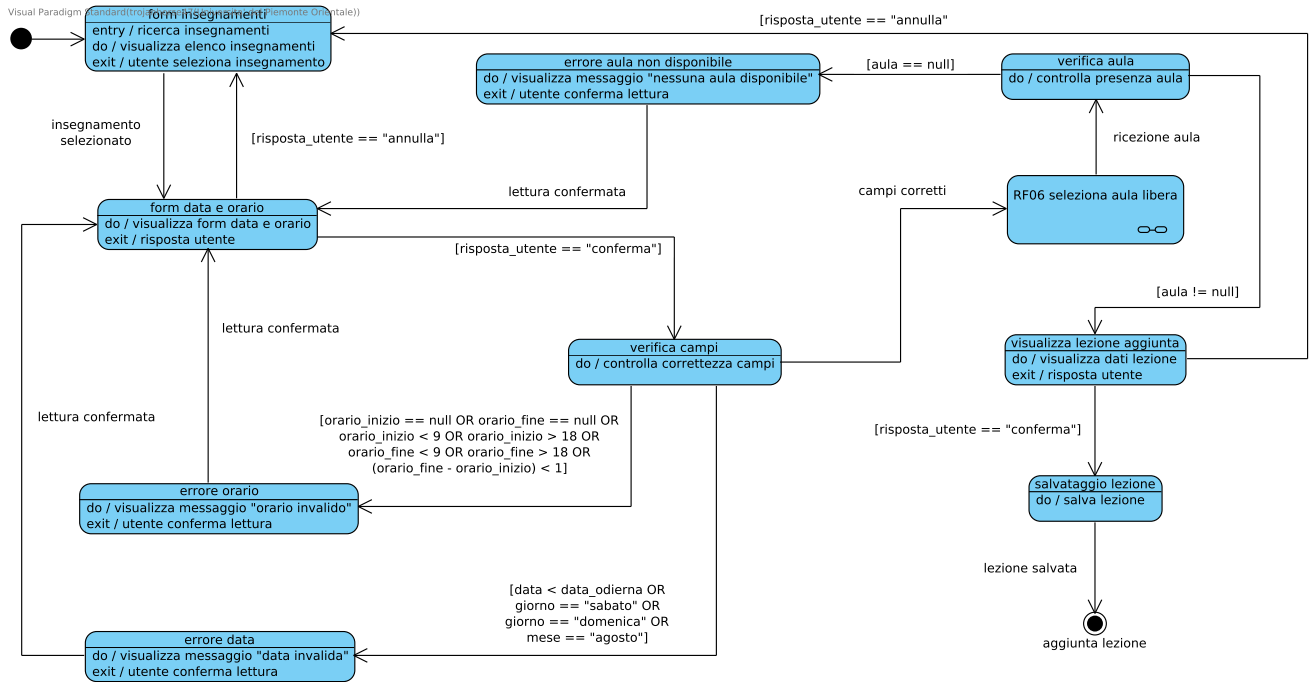 Visual Paradigm Standard(trojan
Piemonte Orientale))
form insegnamenti
entry / ricerca insegnamenti
do / visualizza elenco insegnamenti
exit / utente seleziona insegnamento
[risposta_utente == "annulla"
errore aula non disponibile
do / visualizza messaggio "nessuna aula disponibile"
exit / utente conferma lettura
[aula == null]
verifica aula
do / controlla presenza aula
insegnamento
selezionato
[risposta_utente == "annulla"]
ricezione aula
lettura confermata
campi corretti
RF06 seleziona aula libera
form data e orario
do / visualizza form data e orario
exit / risposta utente
[risposta_utente == "conferma"]
[aula != null]
lettura confermata
verifica campi
do / controlla correttezza campi
visualizza lezione aggiunta
do / visualizza dati lezione
exit / risposta utente
lettura confermata
[orario_inizio == null OR orario_fine == null OR
orario_inizio < 9 OR orario_inizio > 18 OR
orario_fine < 9 OR orario_fine > 18 OR
(orario_fine - orario_inizio) < 1]
[risposta_utente == "conferma"]
errore orario
do / visualizza messaggio "orario invalido"
exit / utente conferma lettura
salvataggio lezione
do / salva lezione
lezione salvata
[data < data_odierna OR
giorno == "sabato" OR
giorno == "domenica" OR
mese == "agosto"]
errore data
do / visualizza messaggio "data invalida"
exit / utente conferma lettura
aggiunta lezione